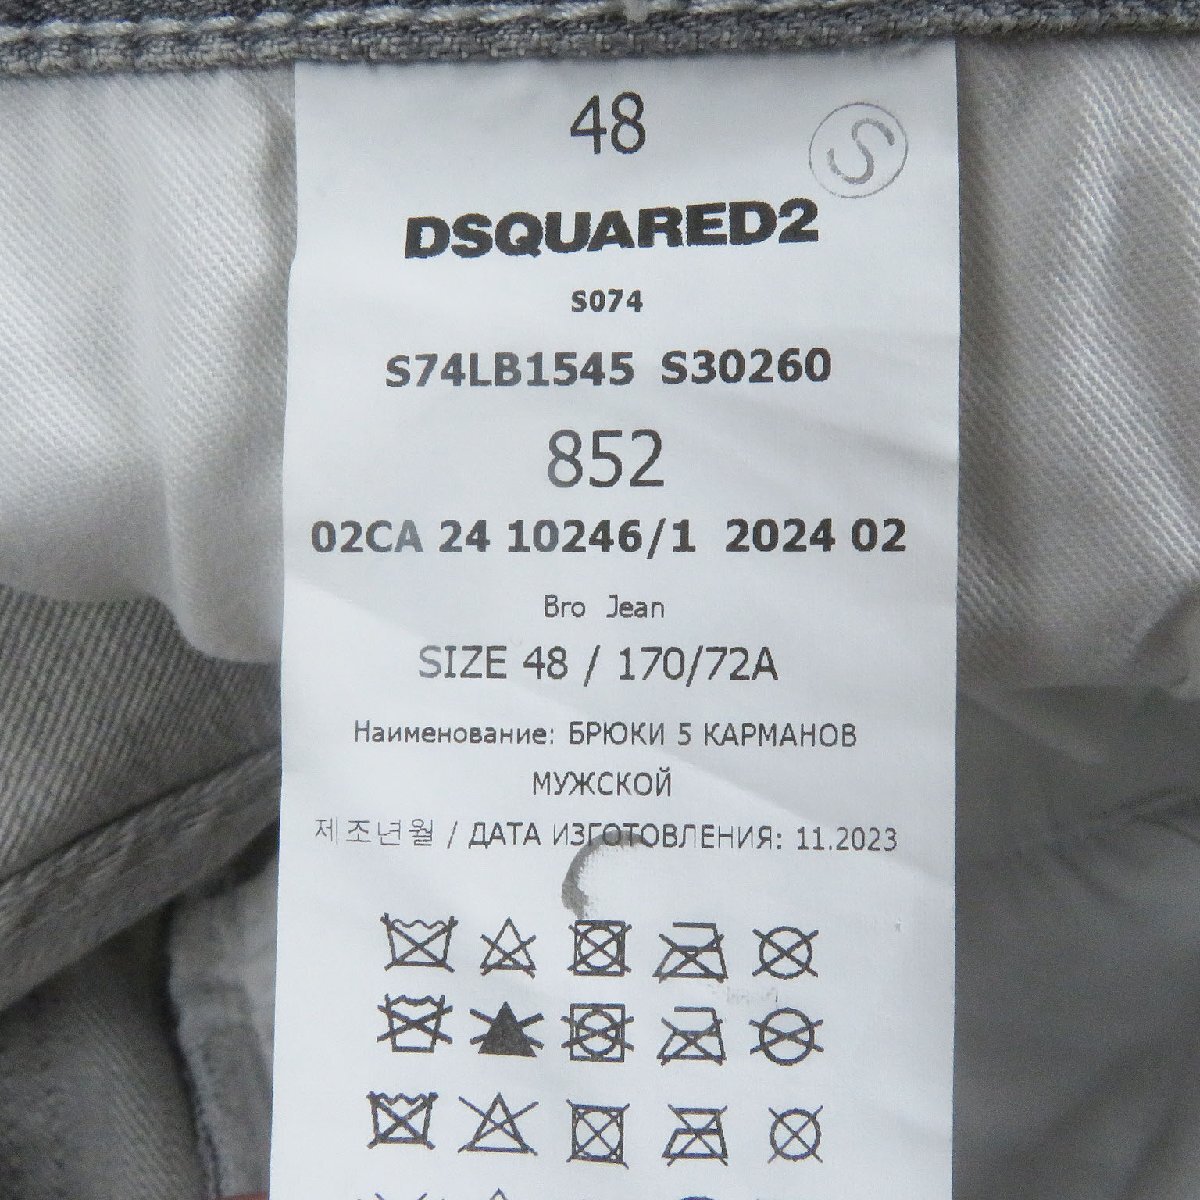 48
S
DSQUARED2
S074
S74LB1545 S30260
852
02CA 24 10246/1 2024 02
Bro Jean
SIZE 48 / 170/72A
Наименование: БРЮКИ 5 КАРМАНОВ
МУЖСКОЙ
제조년월 / ДАТА ИЗГОТОВЛЕНИЯ: 11.2023